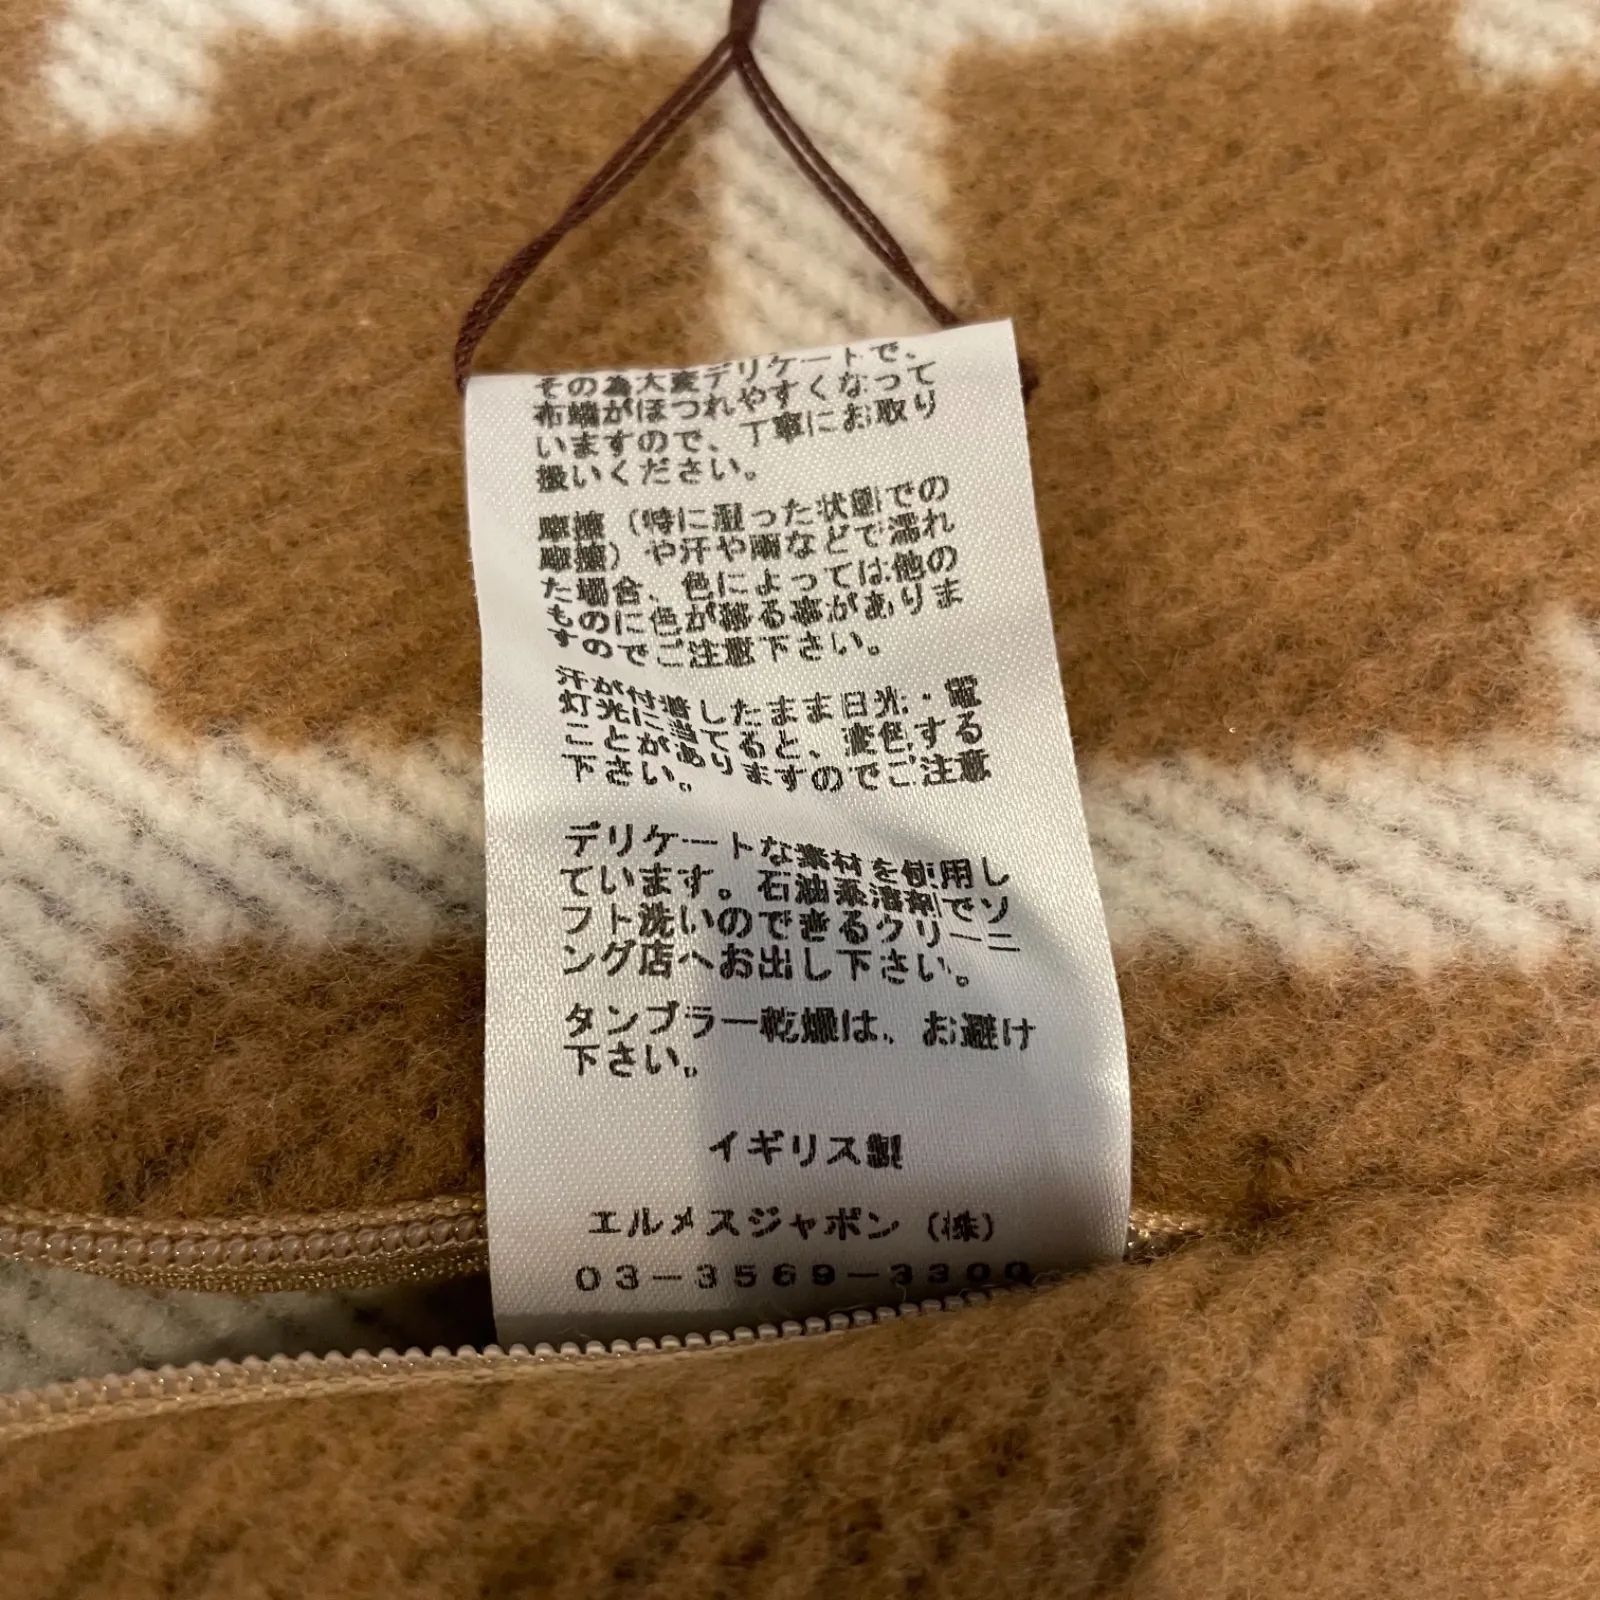 デリケートで、
その為大変デリケートで、
布端がほつれやすくなって
いますので、丁寧にお取り
扱いください。
摩擦（特に湿った状態での
摩擦）や汗や雨などで濡れ
た場合、色によっては他の
ものに色が移る事がありま
すのでご注意下さい。
汗が付着したまま日光・電
灯光に当てると、変色する
ことがありますのでご注意
下さい。
デリケートな素材を使用し
ています。石油系溶剤でソ
フト洗いのできるクリーニ
ング店へお出し下さい。
タンブラー乾燥は、お避け
下さい。
イギリス製
エルメスジャポン（株）
03-3569-3300